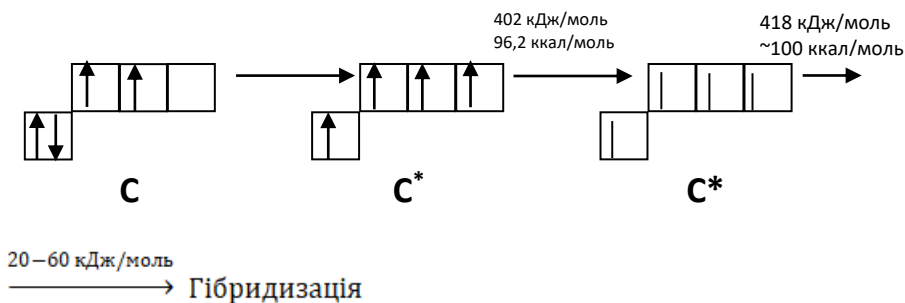 402 кДж/моль
96,2 ккал/моль
418 кДж/моль
~100 ккал/моль
C
C*
C*
20−60 кДж/моль
Гібридизація